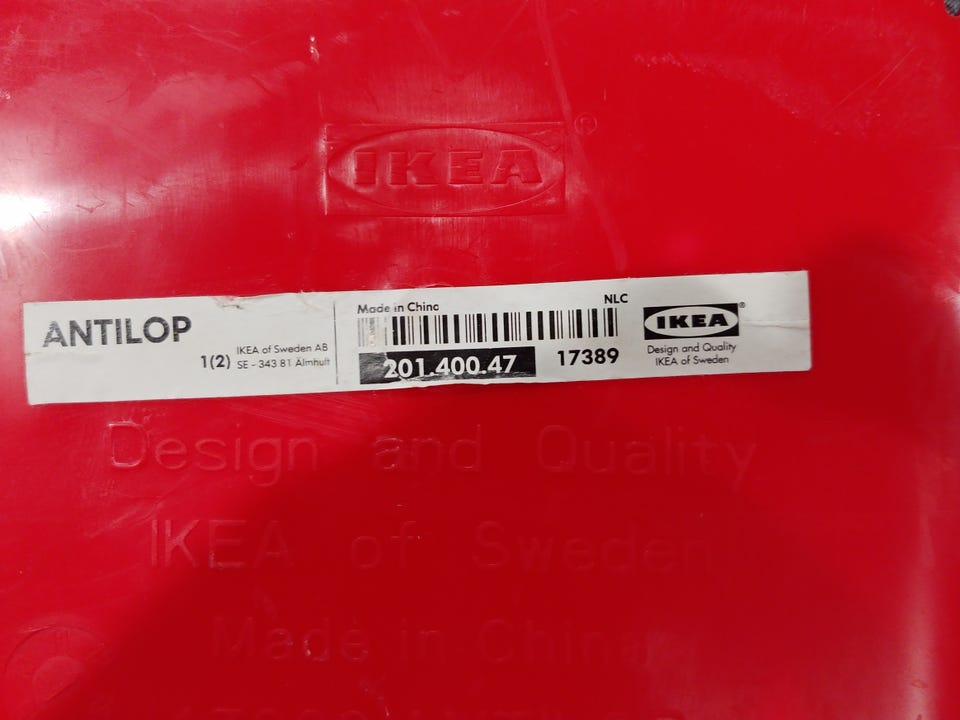 IKEA ®
ANTILOP
1(2)
IKEA of Sweden AB
SE - 343 81 Älmhult
Made in China
NLC
201.400.47
17389
IKEA ®
Design and Quality
IKEA of Sweden
Design and Quality
IKEA of Sweden
Made in China